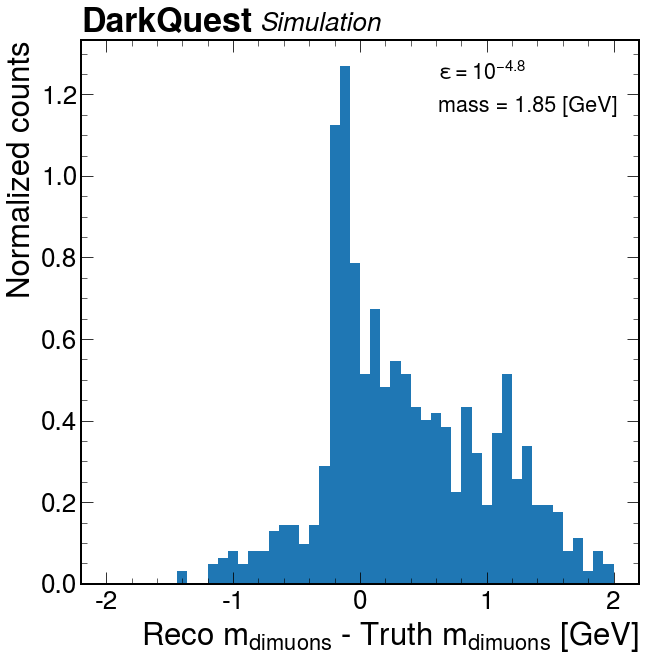 DarkQuest Simulation
ε = 10^−4.8
mass = 1.85 [GeV]
Normalized counts
1.2
1.0
0.8
0.6
0.4
0.2
0.0
-2 -1 0 1 2
Reco m_dimuons - Truth m_dimuons [GeV]